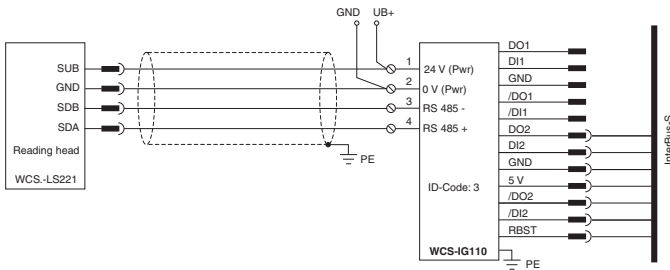 GND UB+
SUB
GND
SDB
SDA
Reading head
WCS.-LS221
PE
1
2
3
4
24 V (Pwr)
0 V (Pwr)
RS 485 -
RS 485 +
ID-Code: 3
WCS-IG110
PE
DO1
DI1
GND
/DO1
/DI1
DO2
DI2
GND
5 V
/DO2
/DI2
RBST
InterBus-S